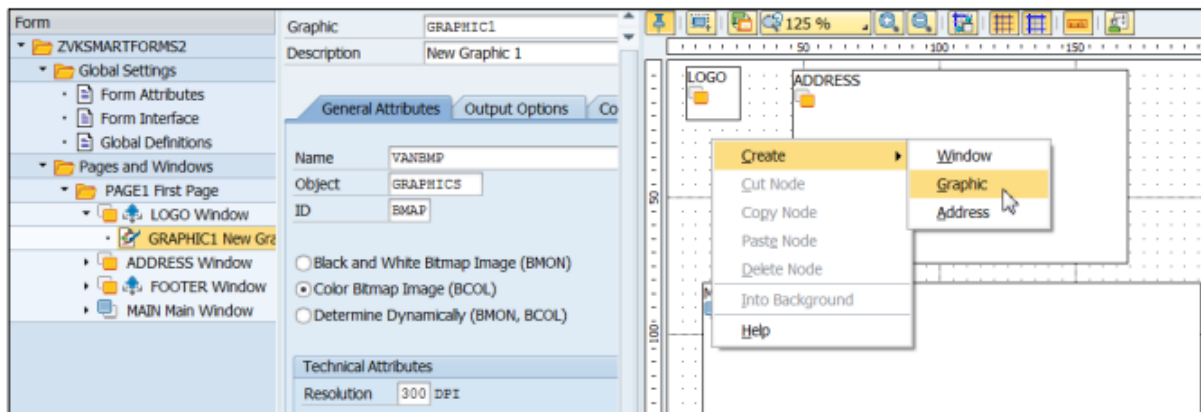 Form
ZVKSMARTFORMS2
Global Settings
Form Attributes
Form Interface
Global Definitions
Pages and Windows
PAGE1 First Page
LOGO Window
GRAPHIC1 New Gra
ADDRESS Window
FOOTER Window
MAIN Main Window
Graphic GRAPHIC1
Description New Graphic 1
General Attributes Output Options Co
Name VANBMP
Object GRAPHICS
ID BMAP
Black and White Bitmap Image (BMON)
Color Bitmap Image (BCOL)
Determine Dynamically (BMON, BCOL)
Technical Attributes
Resolution 300 DPI
125 %
50 100 150
LOGO ADDRESS
Create Window
Cut Node Graphic
Copy Node Address
Paste Node
Delete Node
Into Background
Help
50
100